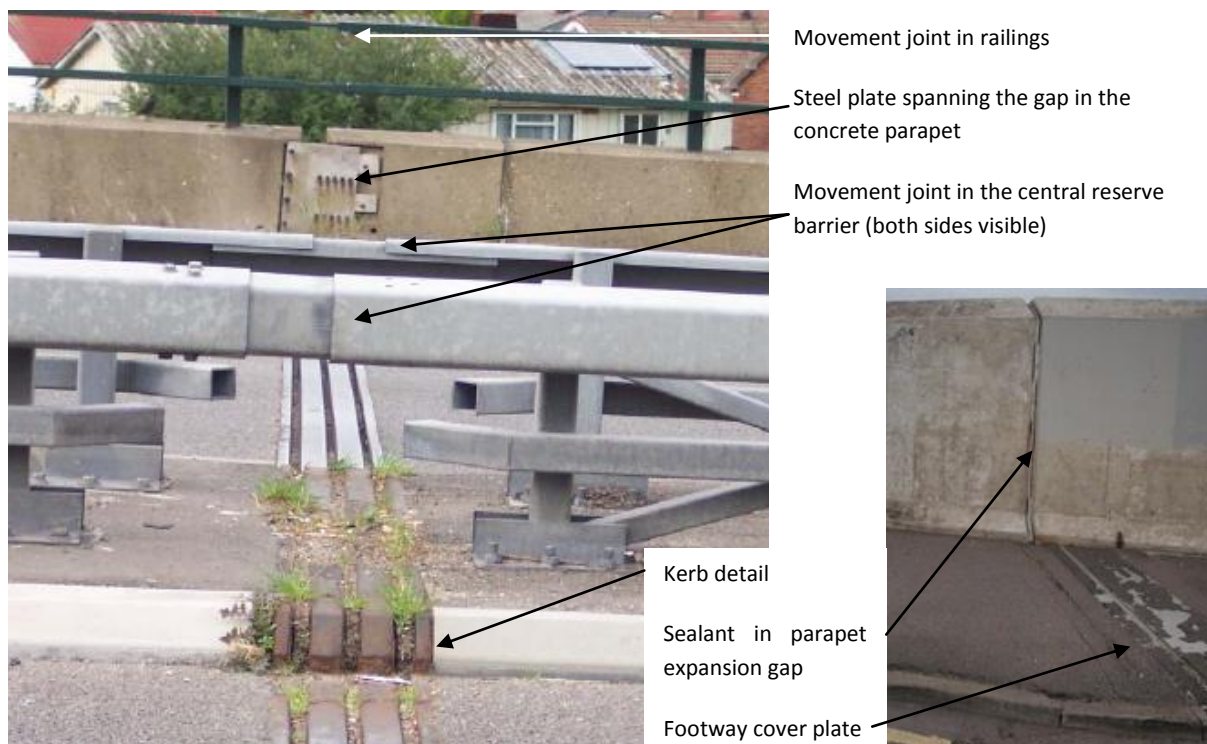 Movement joint in railings
Steel plate spanning the gap in the
concrete parapet
Movement joint in the central reserve
barrier (both sides visible)
Kerb detail
Sealant in parapet
expansion gap
Footway cover plate